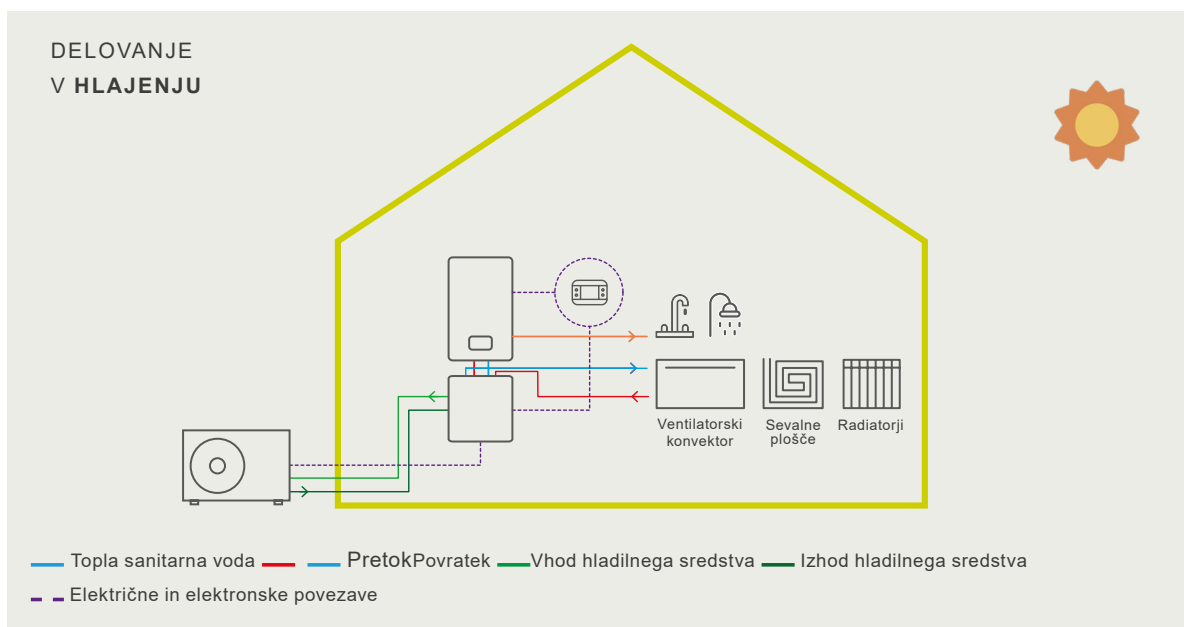 DELOVANJE
V HLAJENJU
Ventilatorski
konvektor
Sevalne
plošče
Radiatorji
Topla sanitarna voda PretokPovratek Vhod hladilnega sredstva Izhod hladilnega sredstva
Električne in elektronske povezave